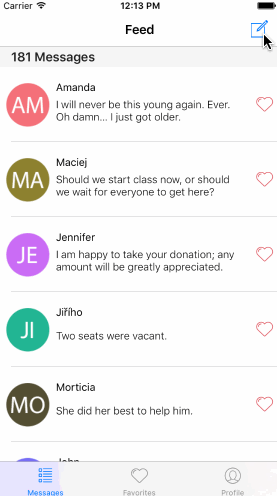 Carrier 12:13 PM
Feed
181 Messages
Amanda
AM
I will never be this young again. Ever.
Oh damn... I just got older.
Maciej
MA
Should we start class now, or should
we wait for everyone to get here?
Jennifer
JE
I am happy to take your donation; any
amount will be greatly appreciated.
Jiřího
JI
Two seats were vacant.
Morticia
MO
She did her best to help him.
John
Messages Favorites Profile